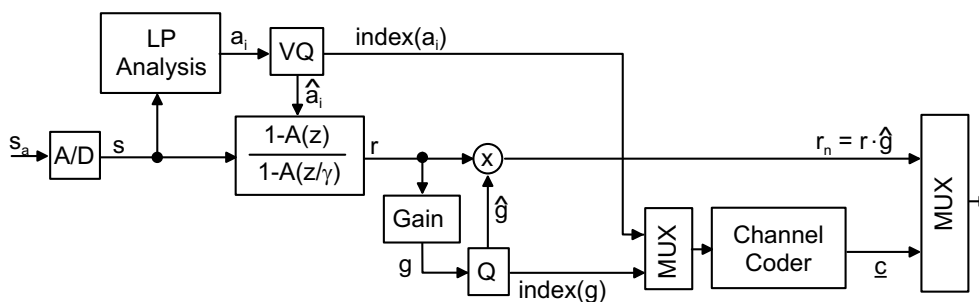 LP
Analysis
a_i
VQ
index(a_i)
â_i
s_a
A/D
s
1-A(z)
1-A(z/γ)
r
x
r_n = r·ĝ
MUX
Gain
ĝ
g
Q
index(g)
MUX
Channel
Coder
c